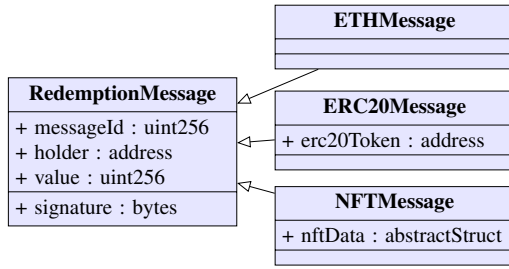 ETHMessage
RedemptionMessage
+ messageId : uint256
+ holder : address
+ value : uint256
+ signature : bytes
ERC20Message
+ erc20Token : address
NFTMessage
+ nftData : abstractStruct